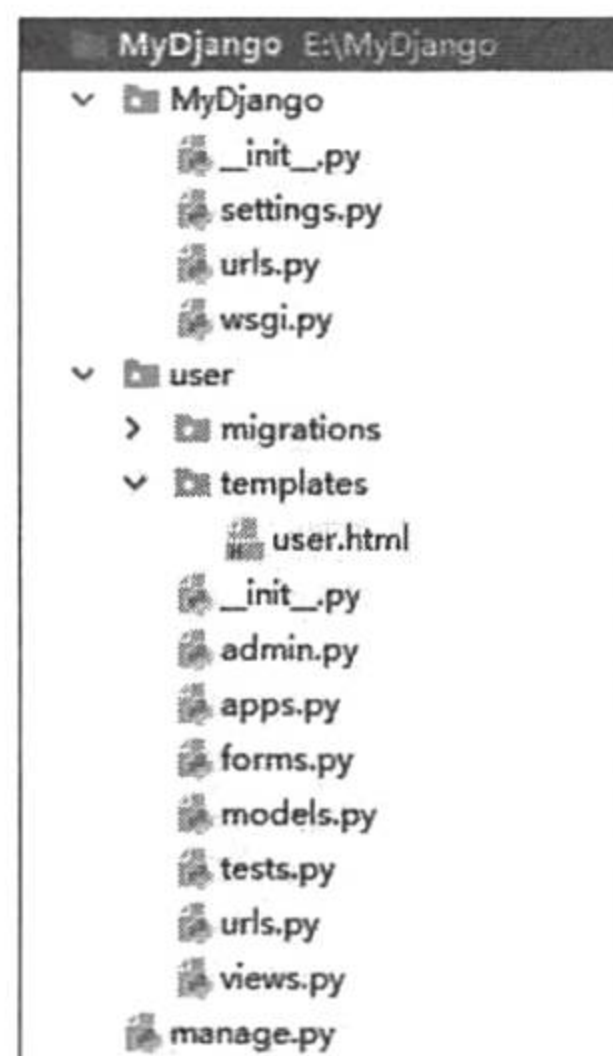 MyDjango E:\MyDjango
MyDjango
__init__.py
settings.py
urls.py
wsgi.py
user
migrations
templates
user.html
__init__.py
admin.py
apps.py
forms.py
models.py
tests.py
urls.py
views.py
manage.py